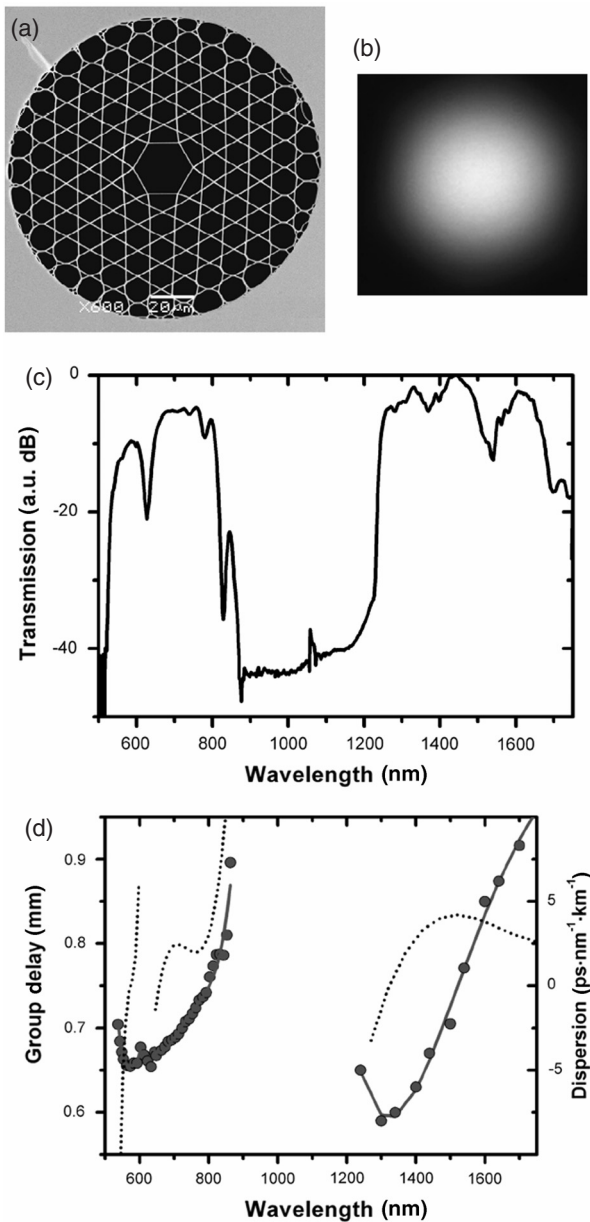 (a)
(b)
X600 20μm
(c)
0
-20
-40
Transmission (a.u. dB)
600 800 1000 1200 1400 1600
Wavelength (nm)
(d)
0.9
0.8
0.7
0.6
Group delay (mm)
5
0
-5
Dispersion (ps·nm⁻¹·km⁻¹)
600 800 1000 1200 1400 1600
Wavelength (nm)